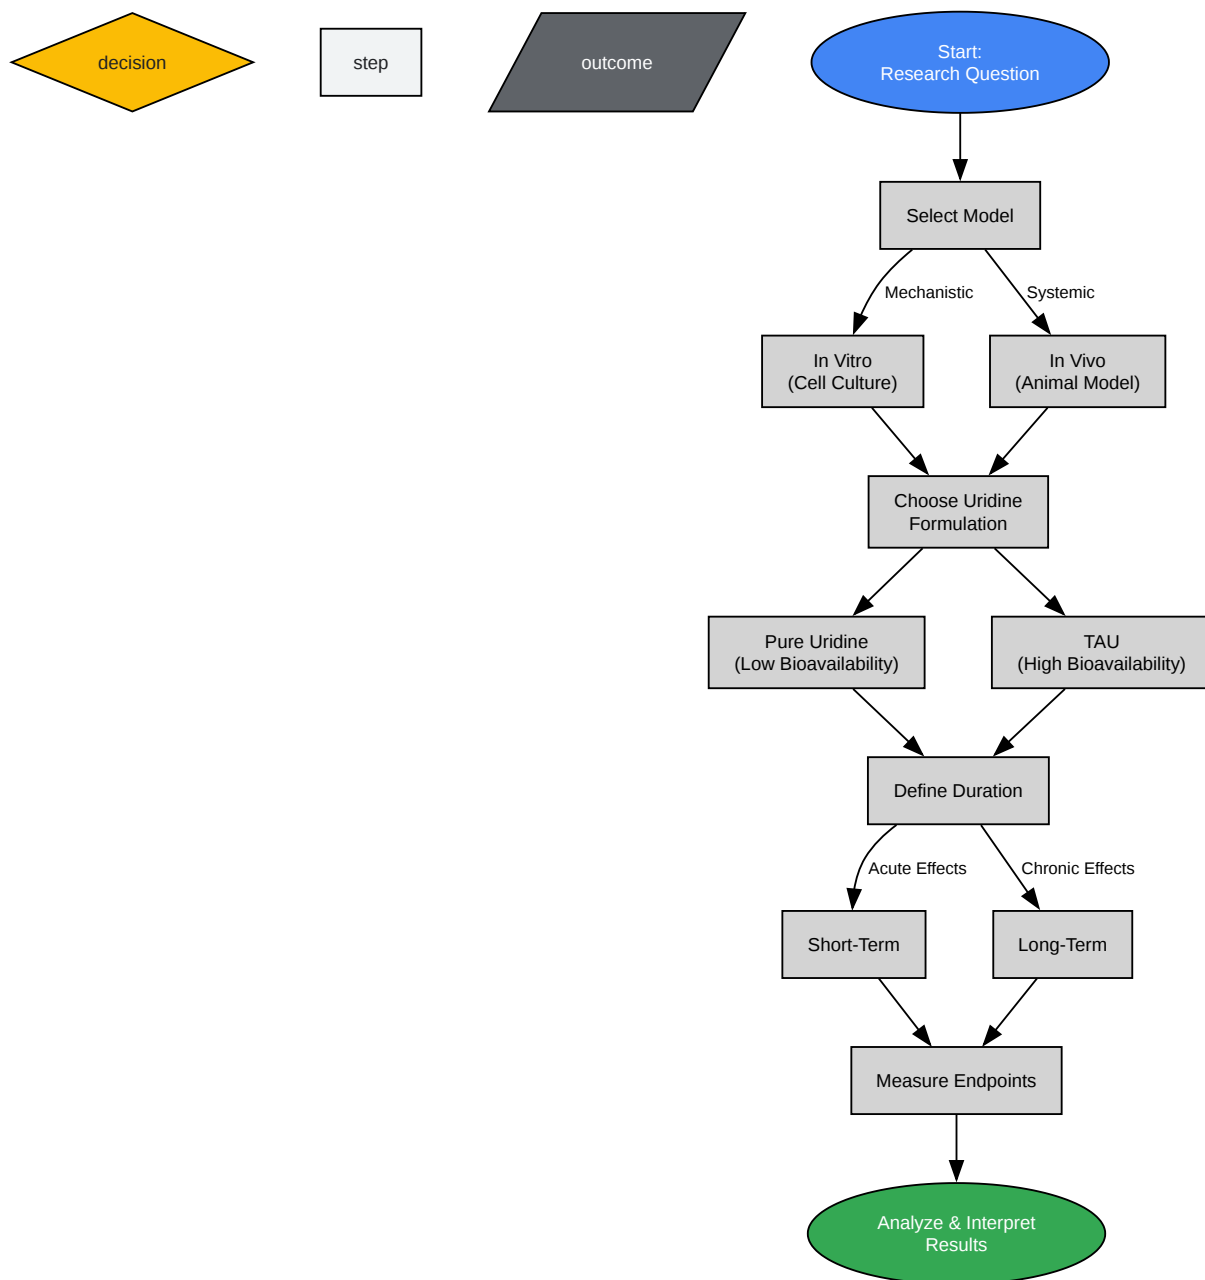 decision
step
outcome
Start:
Research Question
Select Model
Mechanistic
Systemic
In Vitro
(Cell Culture)
In Vivo
(Animal Model)
Choose Uridine
Formulation
Pure Uridine
(Low Bioavailability)
TAU
(High Bioavailability)
Define Duration
Acute Effects
Chronic Effects
Short-Term
Long-Term
Measure Endpoints
Analyze & Interpret
Results